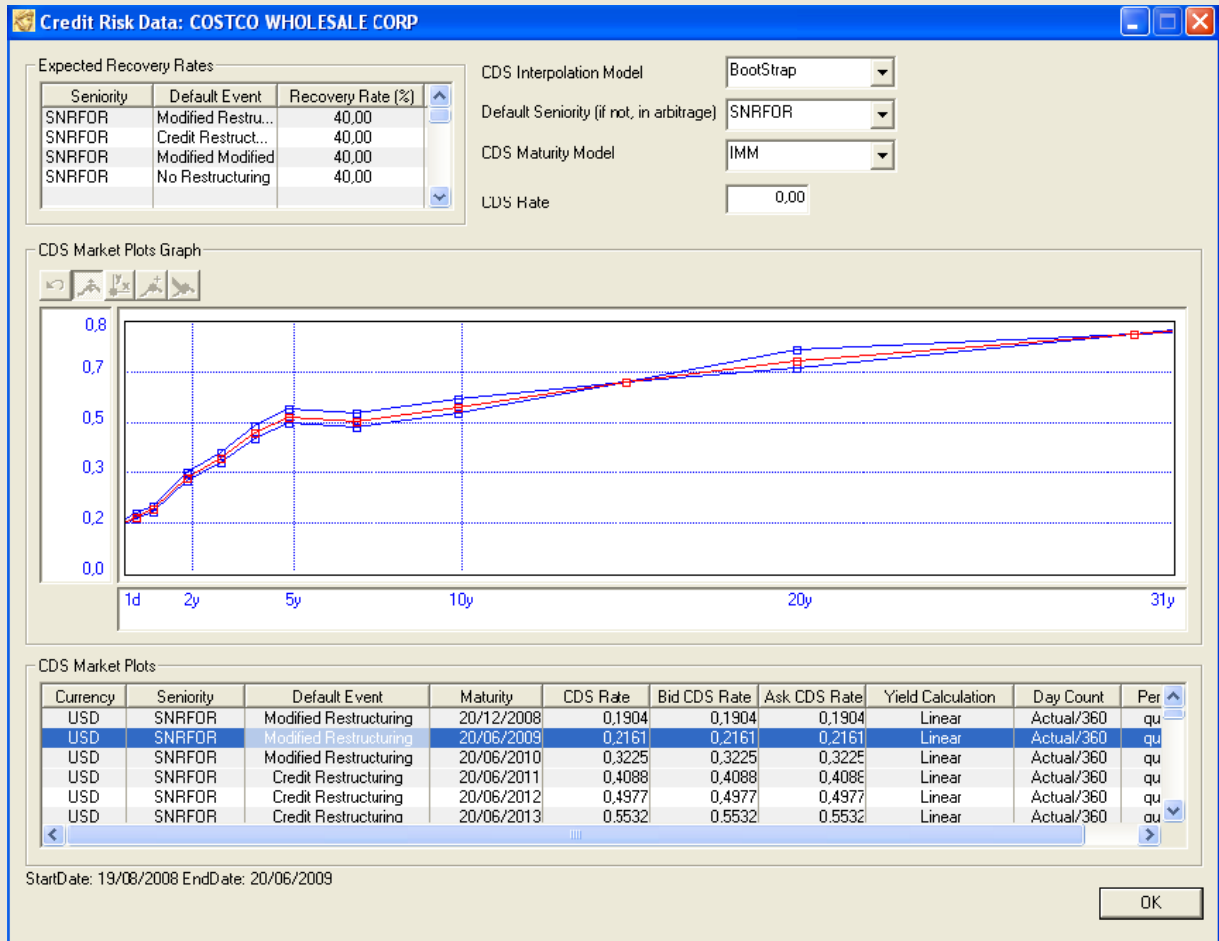 Credit Risk Data: COSTCO WHOLESALE CORP
Expected Recovery Rates
Seniority Default Event Recovery Rate (%)
SNRFOR Modified Restru... 40,00
SNRFOR Credit Restruct... 40,00
SNRFOR Modified Modified 40,00
SNRFOR No Restructuring 40,00
CDS Interpolation Model BootStrap
Default Seniority (if not, in arbitrage) SNRFOR
CDS Maturity Model IMM
CDS Rate 0,00
CDS Market Plots Graph
0,8
0,7
0,5
0,3
0,2
0,0
1d 2y 5y 10y 20y 31y
CDS Market Plots
Currency Seniority Default Event Maturity CDS Rate Bid CDS Rate Ask CDS Rate Yield Calculation Day Count Per
USD SNRFOR Modified Restructuring 20/12/2008 0,1904 0,1904 0,1904 Linear Actual/360 qu
USD SNRFOR Modified Restructuring 20/06/2009 0,2161 0,2161 0,2161 Linear Actual/360 qu
USD SNRFOR Modified Restructuring 20/06/2010 0,3225 0,3225 0,3225 Linear Actual/360 qu
USD SNRFOR Credit Restructuring 20/06/2011 0,4088 0,4088 0,4088 Linear Actual/360 qu
USD SNRFOR Credit Restructuring 20/06/2012 0,4977 0,4977 0,4977 Linear Actual/360 qu
USD SNRFOR Credit Restructuring 20/06/2013 0,5532 0,5532 0,5532 Linear Actual/360 qu
StartDate: 19/08/2008 EndDate: 20/06/2009
OK